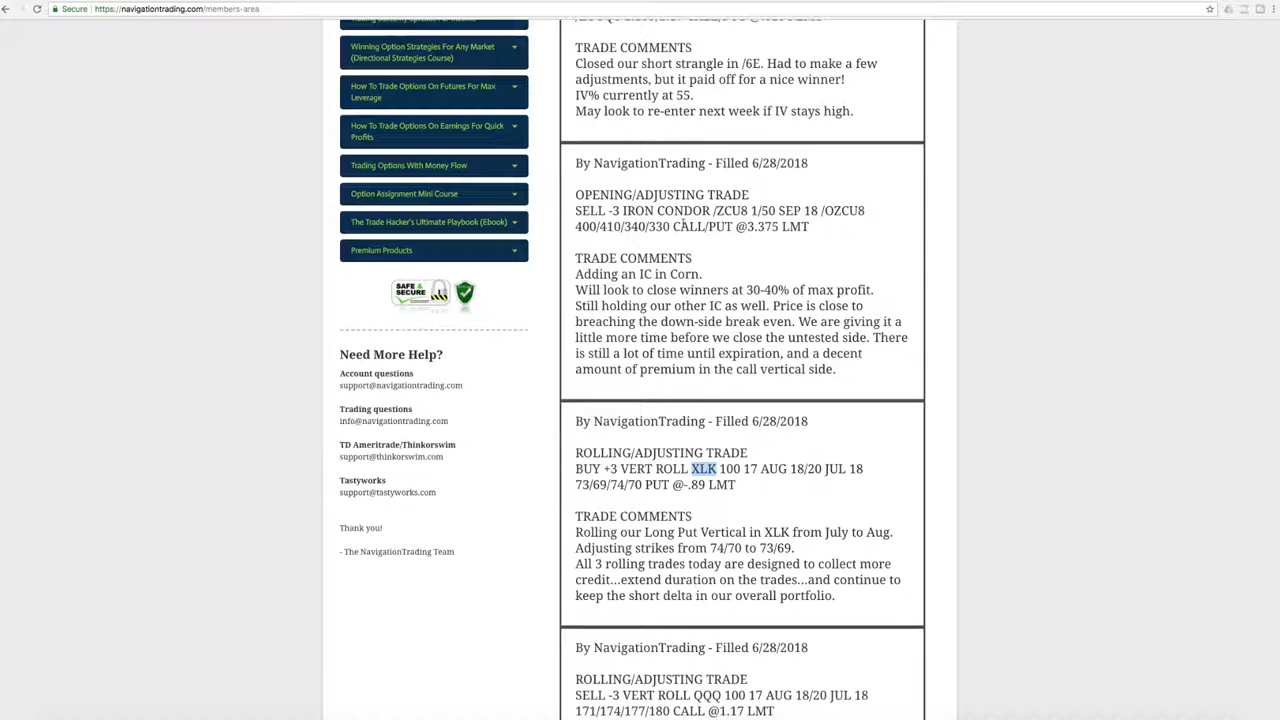 Secure
https://navigationtrading.com/members-area
Winning Option Strategies For Any Market
(Directional Strategies Course)
How To Trade Options On Futures For Max
Leverage
How To Trade Options On Earnings For Quick
Profits
Trading Options With Money Flow
Option Assignment Mini Course
The Trade Hacker's Ultimate Playbook (Ebook)
Premium Products
SAFE &
SECURE
Need More Help?
Account questions
support@navigationtrading.com
Trading questions
info@navigationtrading.com
TD Ameritrade/Thinkorswim
support@thinkorswim.com
Tastyworks
support@tastyworks.com
Thank you!
- The NavigationTrading Team
TRADE COMMENTS
Closed our short strangle in /6E. Had to make a few
adjustments, but it paid off for a nice winner!
IV% currently at 55.
May look to re-enter next week if IV stays high.
By NavigationTrading - Filled 6/28/2018
OPENING/ADJUSTING TRADE
SELL -3 IRON CONDOR /ZCU8 1/50 SEP 18 /OZCU8
400/410/340/330 CALL/PUT @3.375 LMT
TRADE COMMENTS
Adding an IC in Corn.
Will look to close winners at 30-40% of max profit.
Still holding our other IC as well. Price is close to
breaching the down-side break even. We are giving it a
little more time before we close the untested side. There
is still a lot of time until expiration, and a decent
amount of premium in the call vertical side.
By NavigationTrading - Filled 6/28/2018
ROLLING/ADJUSTING TRADE
BUY +3 VERT ROLL XLK 100 17 AUG 18/20 JUL 18
73/69/74/70 PUT @-.89 LMT
TRADE COMMENTS
Rolling our Long Put Vertical in XLK from July to Aug.
Adjusting strikes from 74/70 to 73/69.
All 3 rolling trades today are designed to collect more
credit...extend duration on the trades...and continue to
keep the short delta in our overall portfolio.
By NavigationTrading - Filled 6/28/2018
ROLLING/ADJUSTING TRADE
SELL -3 VERT ROLL QQQ 100 17 AUG 18/20 JUL 18
171/174/177/180 CALL @1.17 LMT